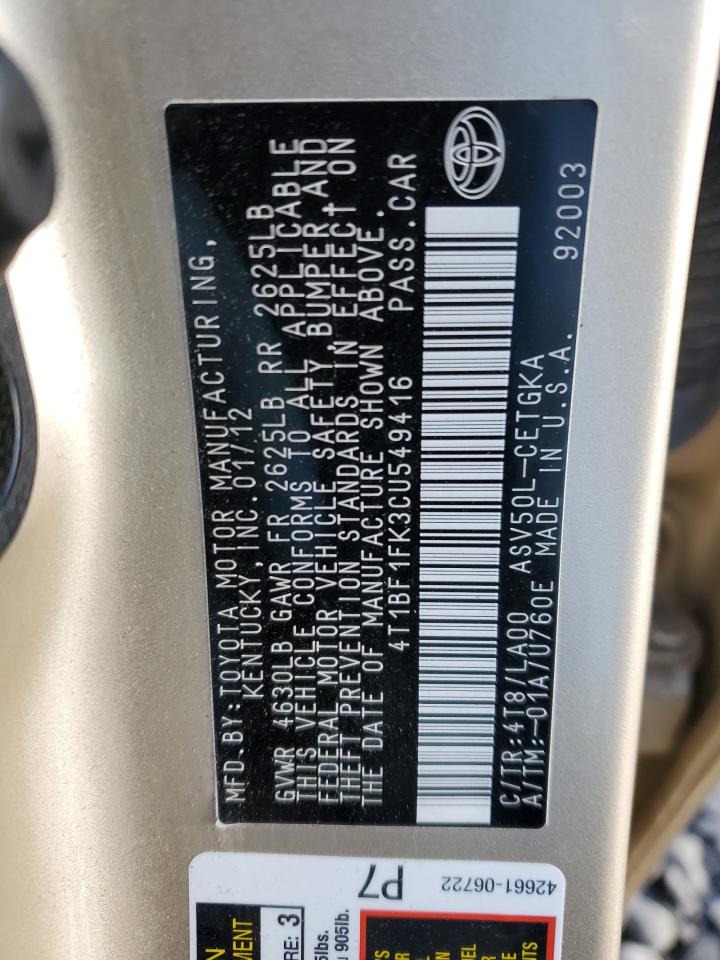 MFD.BY:TOYOTA MOTOR MANUFACTURING,
KENTUCKY, INC. 01/12
GVWR 4630LB GAWR FR 2625LB RR 2625LB
THIS VEHICLE CONFORMS TO ALL APPLICABLE
FEDERAL MOTOR VEHICLE SAFETY, BUMPER, AND
THEFT PREVENTION STANDARDS IN EFFECT ON
THE DATE OF MANUFACTURE SHOWN ABOVE.
4T1BF1FK3CU549416 PASS.CAR
C/TR:4T8/LA00 ASV50L-CETGKA 92003
A/TM:-01A/U760E MADE IN U.S.A.
P7
42661-06722
MENT
3
905lb.